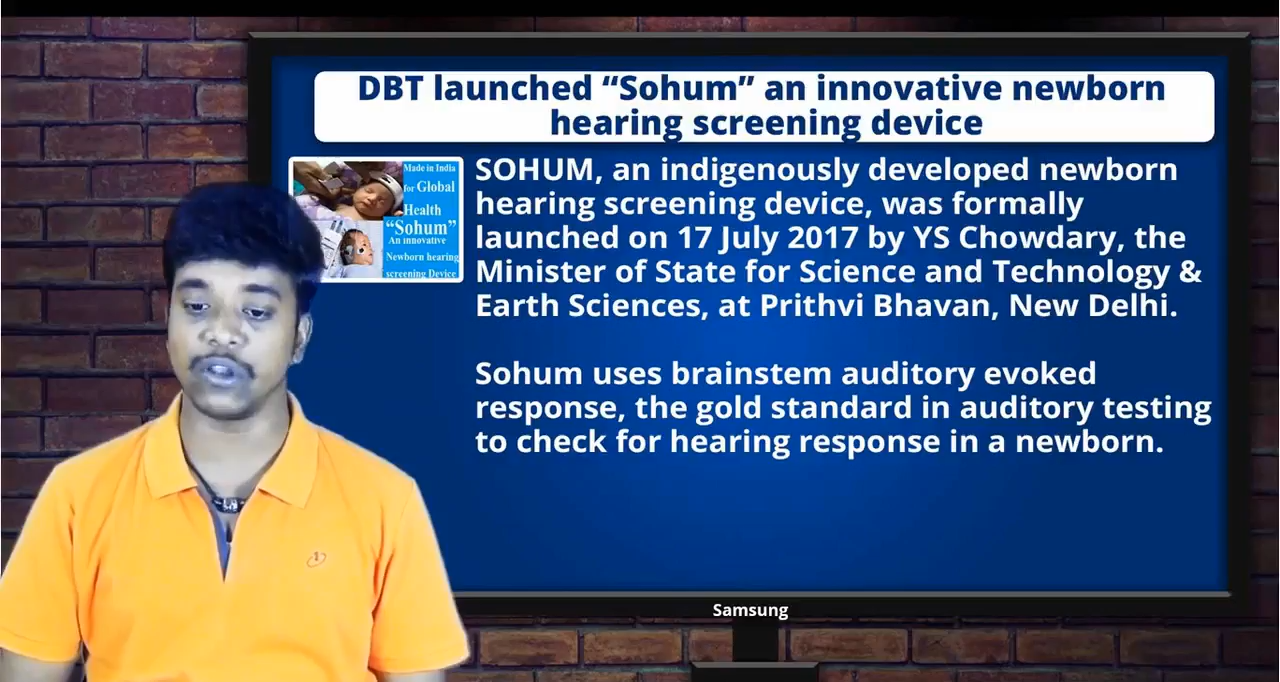 DBT launched “Sohum” an innovative newborn
hearing screening device
Made in India
for Global
Health
“Sohum”
An innovative
Newborn hearing
screening Device
SOHUM, an indigenously developed newborn
hearing screening device, was formally
launched on 17 July 2017 by YS Chowdary, the
Minister of State for Science and Technology &
Earth Sciences, at Prithvi Bhavan, New Delhi.
Sohum uses brainstem auditory evoked
response, the gold standard in auditory testing
to check for hearing response in a newborn.
Samsung